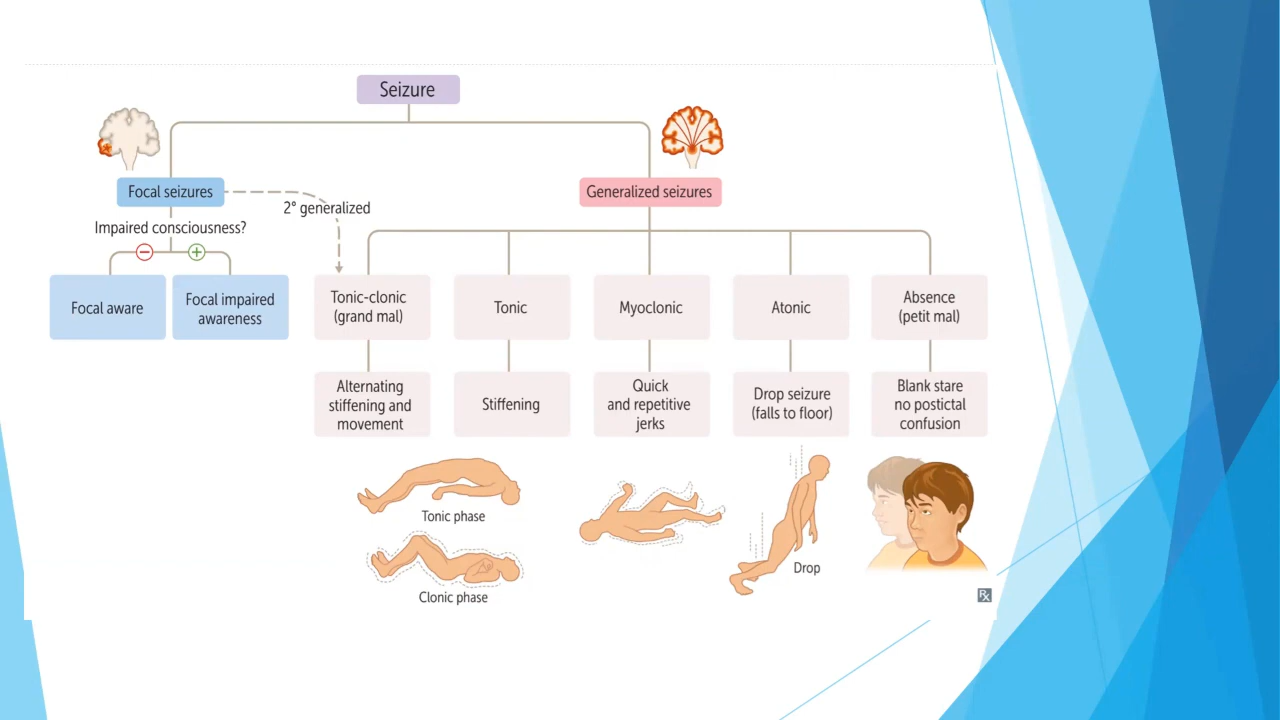 Seizure
Focal seizures
Generalized seizures
2° generalized
Impaired consciousness?
−
+
Focal aware
Focal impaired
awareness
Tonic-clonic
(grand mal)
Tonic
Myoclonic
Atonic
Absence
(petit mal)
Alternating
stiffening and
movement
Stiffening
Quick
and repetitive
jerks
Drop seizure
(falls to floor)
Blank stare
no postictal
confusion
Tonic phase
Clonic phase
Drop
℞